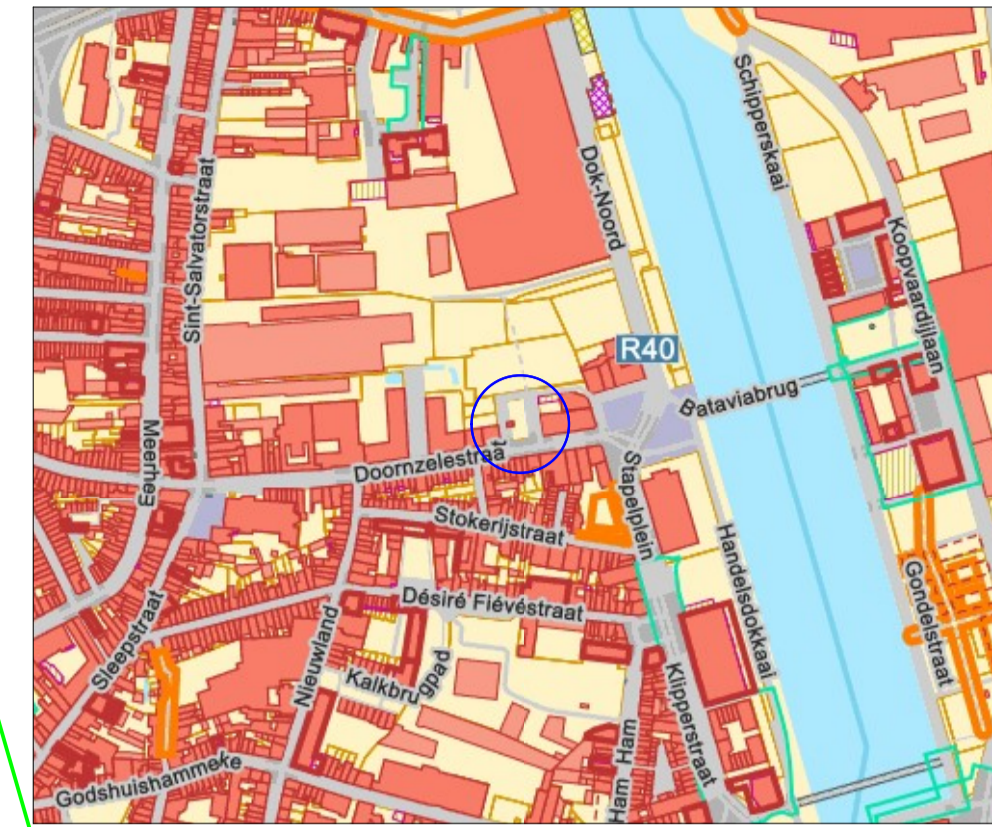 Schipperskaai
Dok-Noord
Sint-Salvatorstraat
Koopvaardijlaan
R40
Bataviabrug
Meerhem
Doornzelestraat
Stapelplein
Stokerijstraat
Handelsdokkaai
Désiré Fiévéstraat
Gondelstraat
Sleepstraat
Nieuwland
Kalkbrugpad
Klipperstraat
Godshuishammeke
Ham
Ham